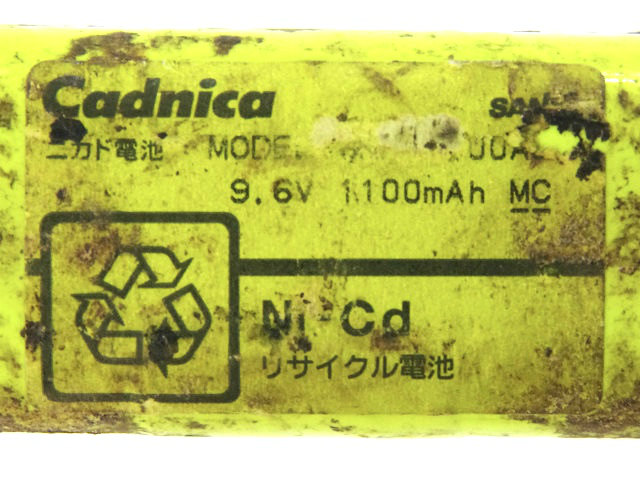 Cadnica
ニカド電池 MODEL
9.6V 1100mAh MC
Ni-Cd
リサイクル電池